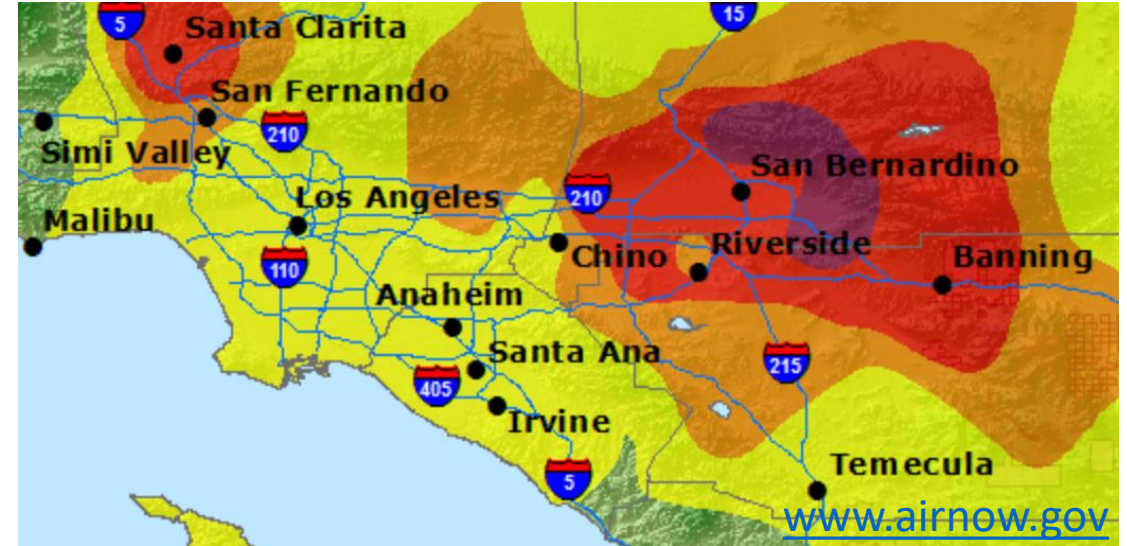 5
15
Santa Clarita
San Fernando
210
Simi Valley
San Bernardino
Los Angeles
210
Malibu
Riverside
Chino
Banning
110
Anaheim
Santa Ana
215
405
Irvine
Temecula
5
www.airnow.gov